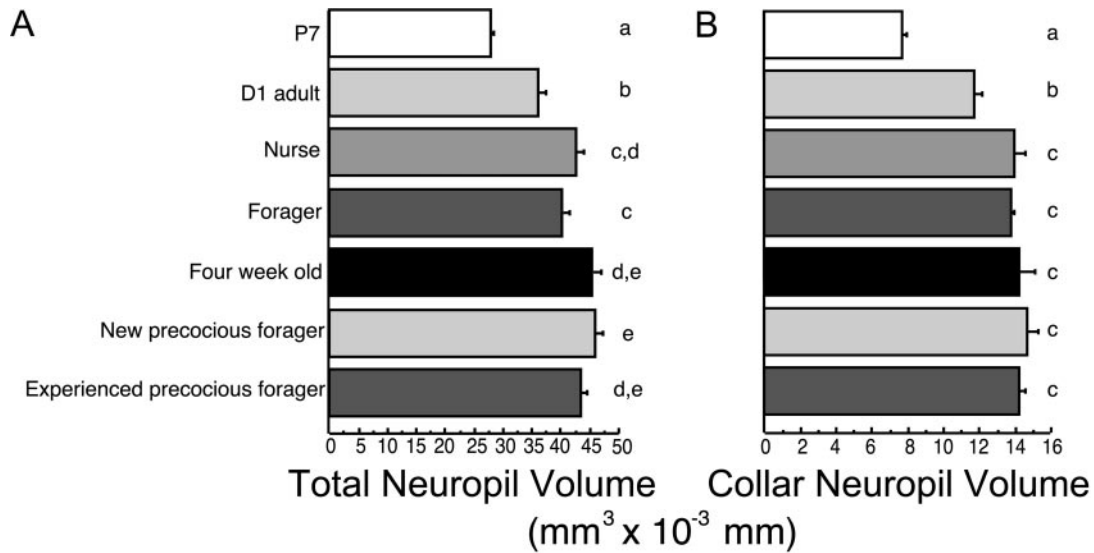 A
B
P7
a
a
D1 adult
b
b
Nurse
c,d
c
Forager
c
c
Four week old
d,e
c
New precocious forager
e
c
Experienced precocious forager
d,e
c
0 5 10 15 20 25 30 35 40 45 50
0 2 4 6 8 10 12 14 16
Total Neuropil Volume
Collar Neuropil Volume
(mm³ x 10⁻³ mm)